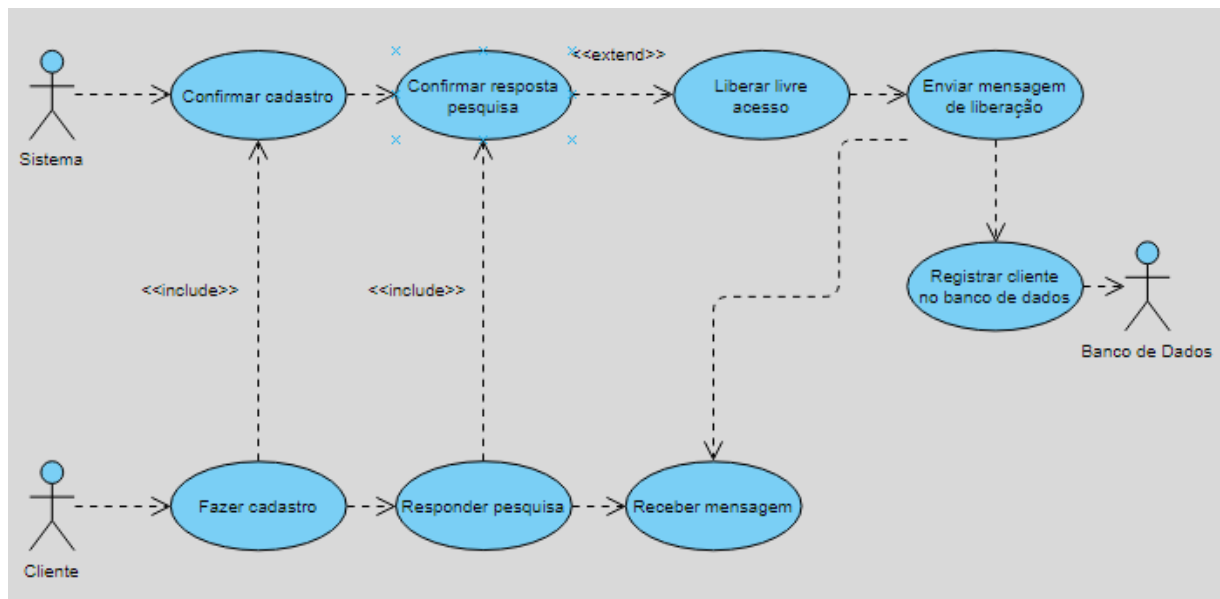 <<extend>>
Confirmar cadastro
Confirmar resposta
pesquisa
Liberar livre
acesso
Enviar mensagem
de liberação
Sistema
<<include>>
<<include>>
Registrar cliente
no banco de dados
Banco de Dados
Fazer cadastro
Responder pesquisa
Receber mensagem
Cliente